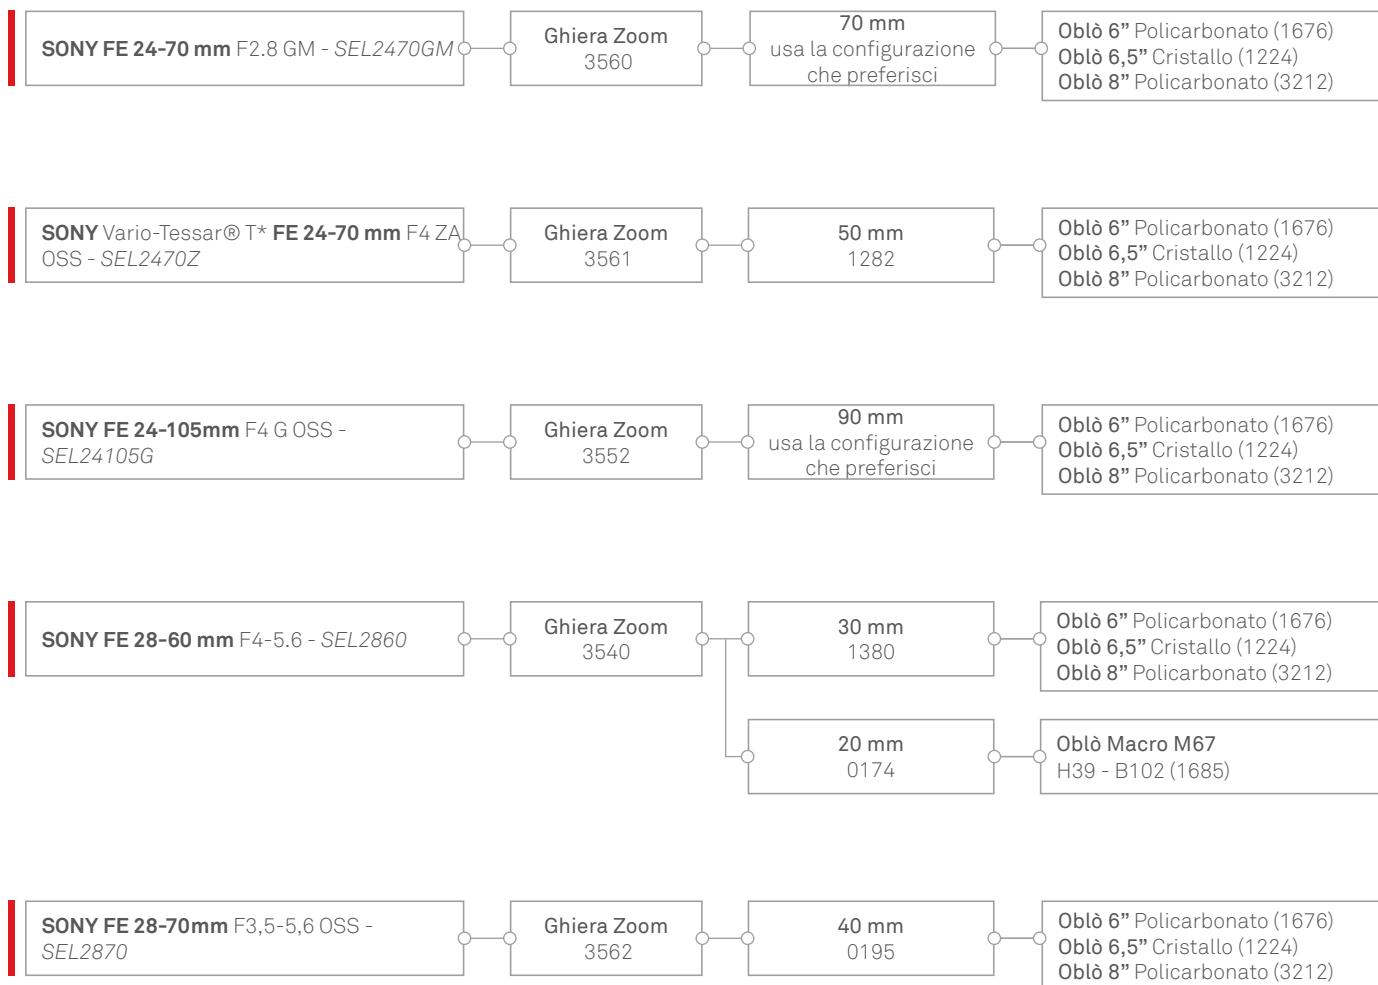 SONY FE 24-70 mm F2.8 GM - SEL2470GM
Ghiera Zoom
3560
70 mm
usa la configurazione
che preferisci
Oblò 6” Policarbonato (1676)
Oblò 6,5” Cristallo (1224)
Oblò 8” Policarbonato (3212)
SONY Vario-Tessar® T* FE 24-70 mm F4 ZA
OSS - SEL2470Z
Ghiera Zoom
3561
50 mm
1282
Oblò 6” Policarbonato (1676)
Oblò 6,5” Cristallo (1224)
Oblò 8” Policarbonato (3212)
SONY FE 24-105mm F4 G OSS -
SEL24105G
Ghiera Zoom
3552
90 mm
usa la configurazione
che preferisci
Oblò 6” Policarbonato (1676)
Oblò 6,5” Cristallo (1224)
Oblò 8” Policarbonato (3212)
SONY FE 28-60 mm F4-5.6 - SEL2860
Ghiera Zoom
3540
30 mm
1380
Oblò 6” Policarbonato (1676)
Oblò 6,5” Cristallo (1224)
Oblò 8” Policarbonato (3212)
20 mm
0174
Oblò Macro M67
H39 - B102 (1685)
SONY FE 28-70mm F3,5-5,6 OSS -
SEL2870
Ghiera Zoom
3562
40 mm
0195
Oblò 6” Policarbonato (1676)
Oblò 6,5” Cristallo (1224)
Oblò 8” Policarbonato (3212)